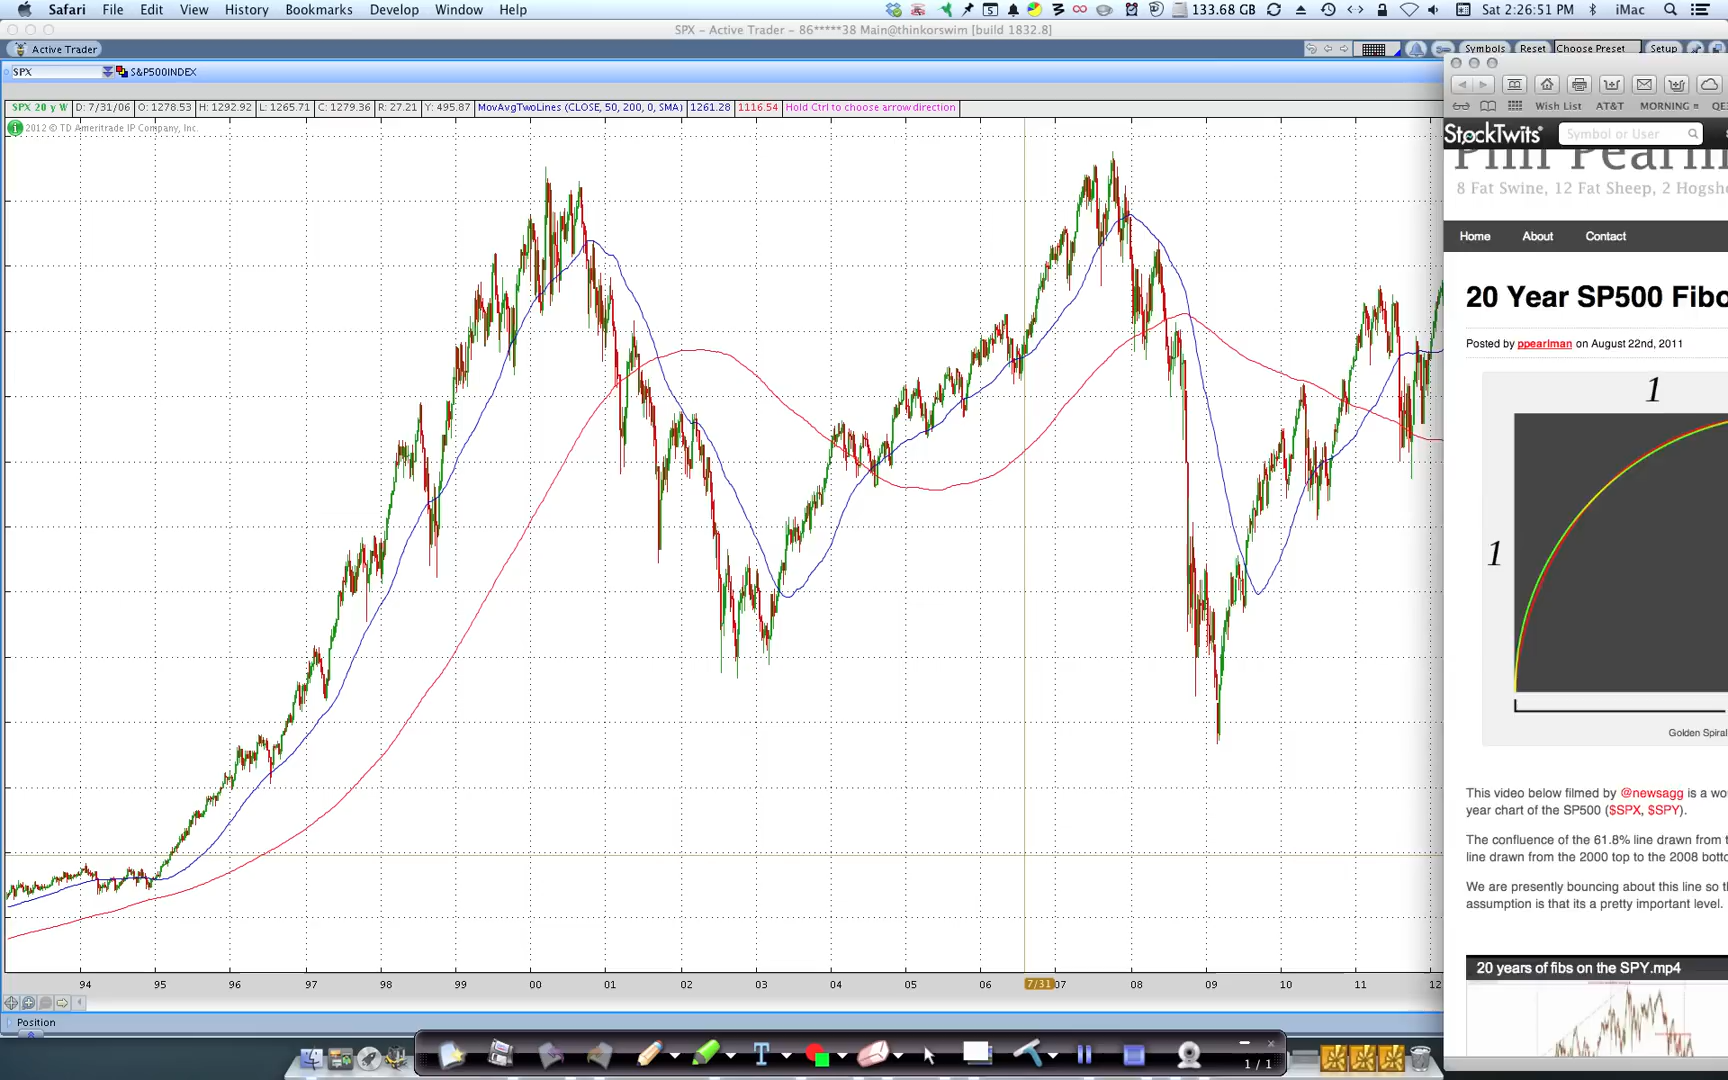 Safari File Edit View History Bookmarks Develop Window Help
133.68 GB Sat 2:26:51 PM iMac
SPX - Active Trader - 86*****38 Main@thinkorswim [build 1832.8]
Active Trader
Symbols Reset Choose Preset Setup
SPX S&P500INDEX
SPX 20 y W D: 7/31/06 O: 1278.53 H: 1292.92 L: 1265.71 C: 1279.36 R: 27.21 Y: 495.87 MovAvgTwoLines (CLOSE, 50, 200, 0, SMA) 1261.28 1116.54 Hold Ctrl to choose arrow direction
2012 © TD Ameritrade IP Company, Inc.
94 95 96 97 98 99 00 01 02 03 04 05 06 7/31 07 08 09 10 11 12
Position
1 / 1
Wish List AT&T MORNING QE
StockTwits Symbol or User
8 Fat Swine, 12 Fat Sheep, 2 Hogsh
Home About Contact
20 Year SP500 Fibo
Posted by ppearlman on August 22nd, 2011
1
1
Golden Spiral
This video below filmed by @newsagg is a wo
year chart of the SP500 ($SPX, $SPY).
The confluence of the 61.8% line drawn from t
line drawn from the 2000 top to the 2008 botto
We are presently bouncing about this line so th
assumption is that its a pretty important level.
20 years of fibs on the SPY.mp4